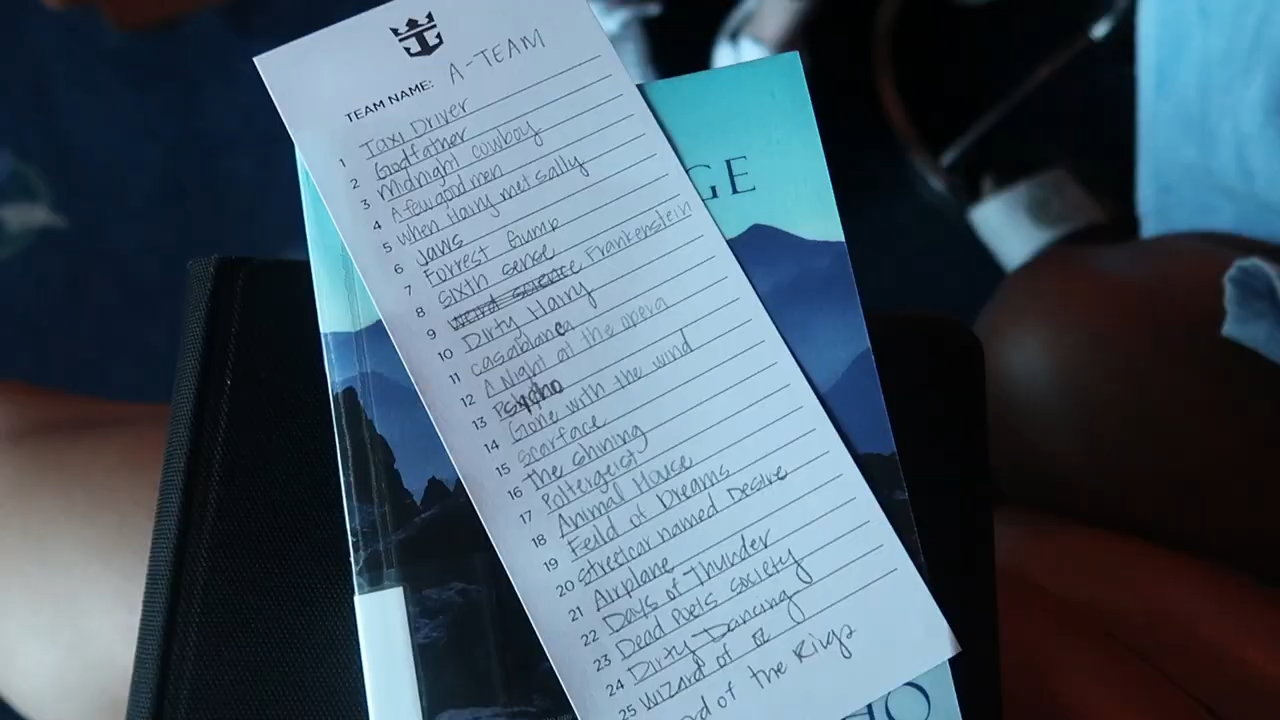 TEAM NAME: A-TEAM
1 Taxi Driver
2 Godfather
3 Midnight cowboy
4 A few good men
5 When Harry met sally
6 Jaws
7 Forrest Gump
8 Sixth sense
9 weird science Frankenstein
10 Dirty Harry
11 casablanca
12 A Night at the opera
13 Psycho
14 Gone with the wind
15 Scarface
16 the shining
17 Poltergeist
18 Animal House
19 Feild of Dreams
20 Streetcar named Desire
21 Airplane
22 Days of Thunder
23 Dead Poets society
24 Dirty Dancing
25 Wizard of oz
of the Rings
GE